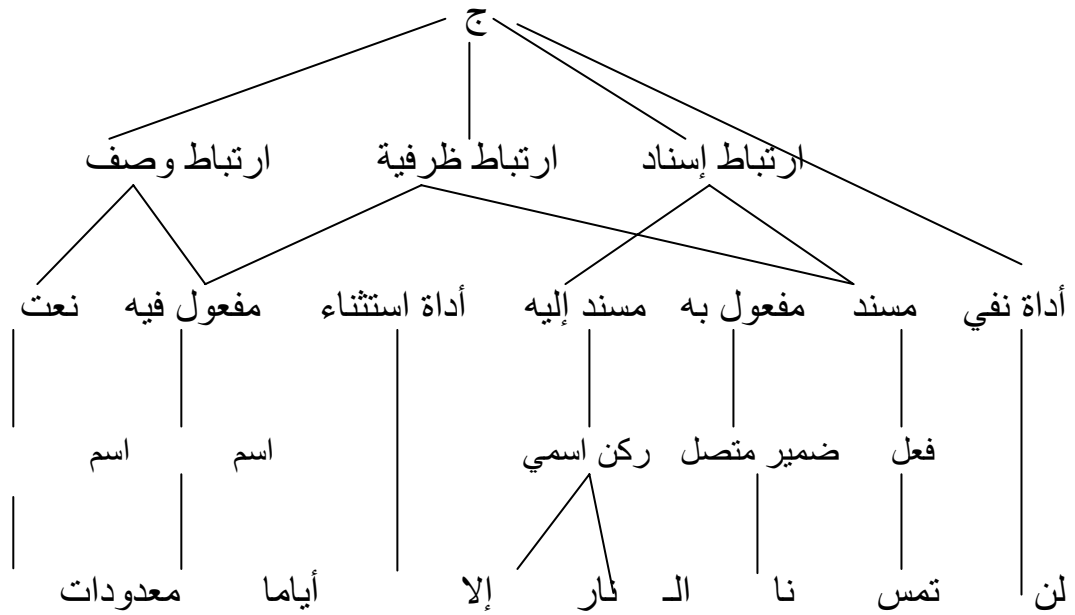 ج
ارتباط إسناد ارتباط ظرفية ارتباط وصف
أداة نفي مسند مفعول به مسند إليه أداة استثناء مفعول فيه نعت
فعل ضمير متصل ركن اسمي اسم اسم
لن تمس نا الـ نار إلا أياما معدودات